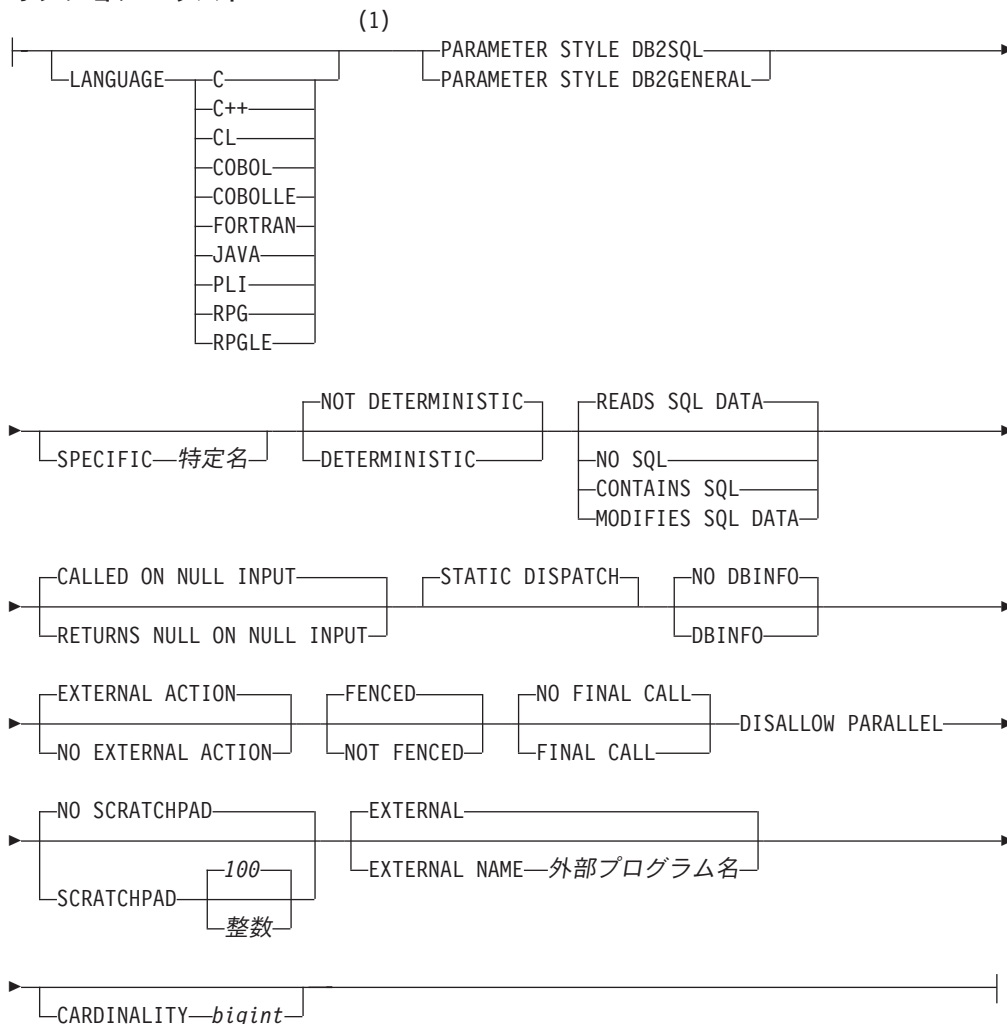 (1)
PARAMETER STYLE DB2SQL
LANGUAGE C PARAMETER STYLE DB2GENERAL
C++
CL
COBOL
COBOLLE
FORTRAN
JAVA
PLI
RPG
RPGLE
NOT DETERMINISTIC READS SQL DATA
SPECIFIC 特定名 DETERMINISTIC NO SQL
CONTAINS SQL
MODIFIES SQL DATA
CALLED ON NULL INPUT STATIC DISPATCH NO DBINFO
RETURNS NULL ON NULL INPUT DBINFO
EXTERNAL ACTION FENCED NO FINAL CALL
DISALLOW PARALLEL
NO EXTERNAL ACTION NOT FENCED FINAL CALL
NO SCRATCHPAD EXTERNAL
100 EXTERNAL NAME 外部プログラム名
SCRATCHPAD
整数
CARDINALITY bigint